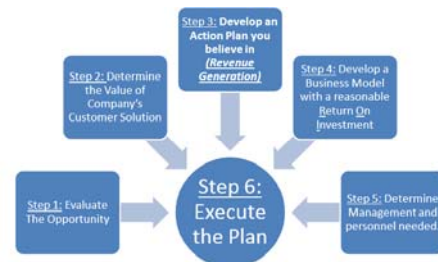 Step 1: Evaluate
The Opportunity
Step 2: Determine
the Value of
Company's
Customer Solution
Step 3: Develop an
Action Plan you
believe in
(Revenue
Generation)
Step 4: Develop a
Business Model
with a reasonable
Return On
Investment
Step 5: Determine
Management and
personnel needed.
Step 6:
Execute
the Plan